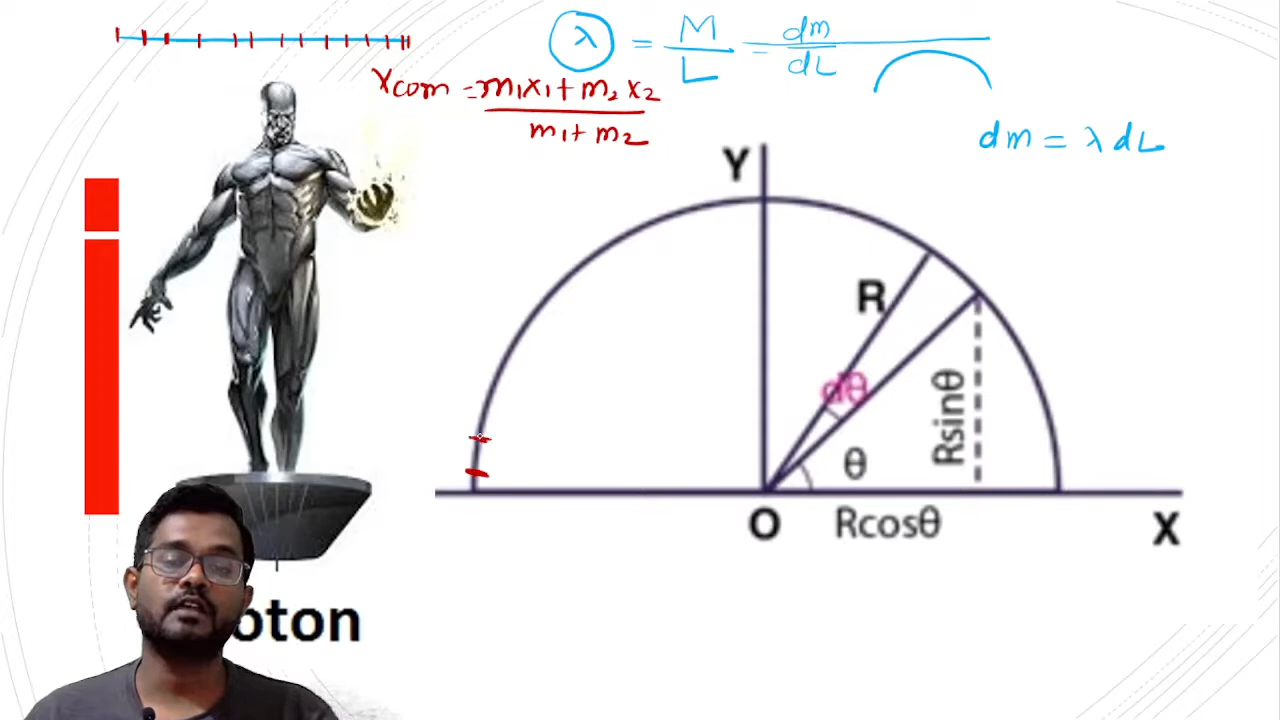 λ = M/L = dm/dL
xcom = m1x1 + m2x2
m1 + m2
dm = λ dL
Y
R
dθ
Rsinθ
θ
O
Rcosθ
X
oton